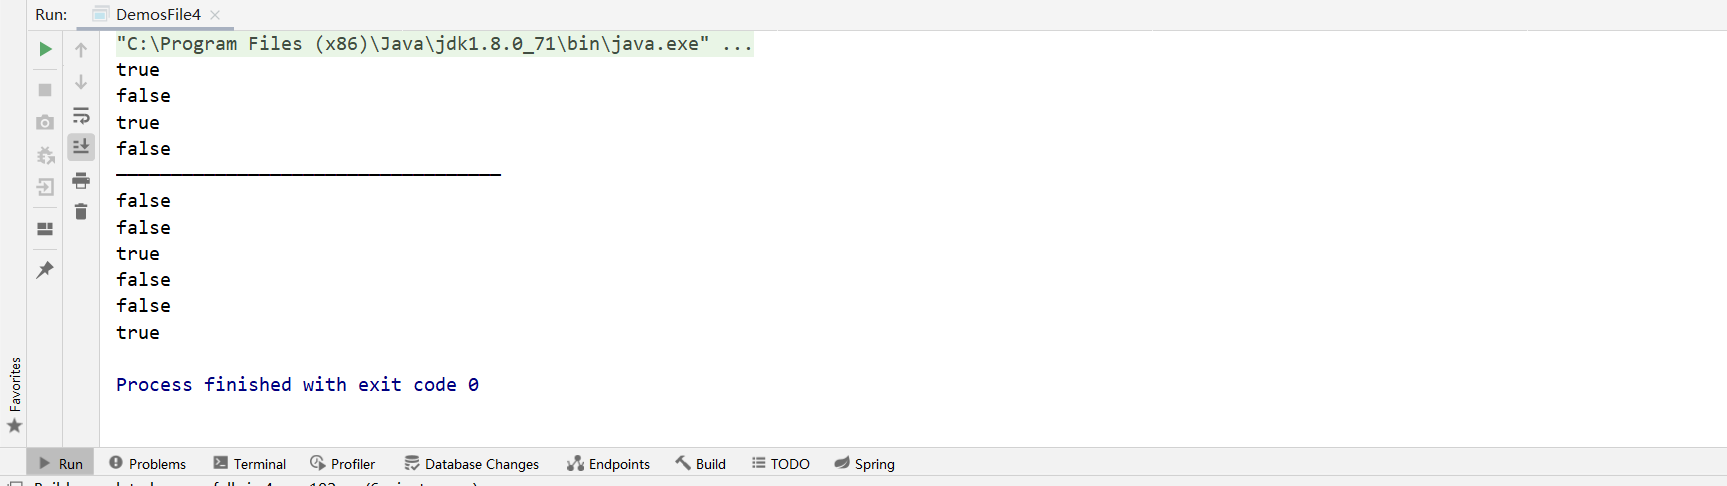 Run: DemosFile4
"C:\Program Files (x86)\Java\jdk1.8.0_71\bin\java.exe" ...
true
false
true
false
———————————————————————————————————
false
false
true
false
false
true
Process finished with exit code 0
Favorites
Run Problems Terminal Profiler Database Changes Endpoints Build TODO Spring